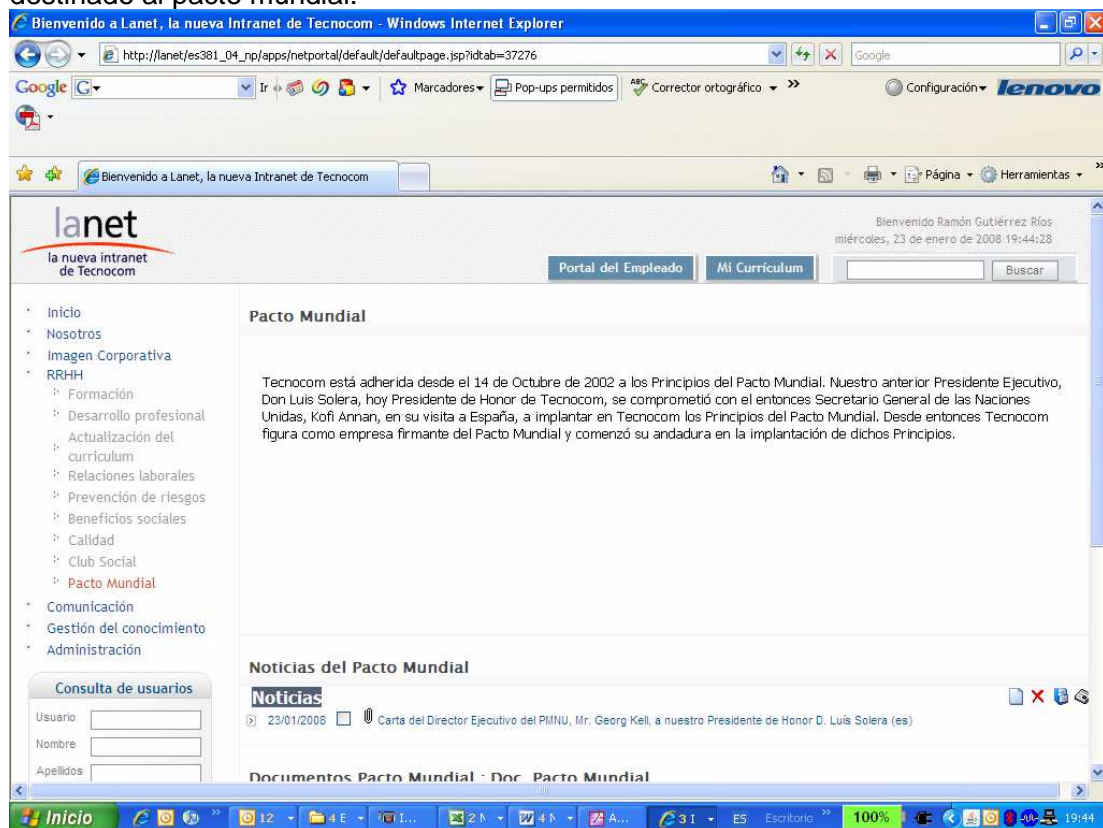 destinado al pacto mundial.
Bienvenido a Lanet, la nueva Intranet de Tecnocom - Windows Internet Explorer
http://lanet/es381_04_np/apps/netportal/default/defaultpage.jsp?idtab=37276
Google
Google
Ir
Marcadores
Pop-ups permitidos
Corrector ortográfico
Configuración
lenovo
Bienvenido a Lanet, la nueva Intranet de Tecnocom
Página
Herramientas
lanet
la nueva intranet
de Tecnocom
Bienvenido Ramón Gutiérrez Ríos
miércoles, 23 de enero de 2008 19:44:28
Portal del Empleado
Mi Currículum
Buscar
Inicio
Nosotros
Imagen Corporativa
RRHH
Formación
Desarrollo profesional
Actualización del
curriculum
Relaciones laborales
Prevención de riesgos
Beneficios sociales
Calidad
Club Social
Pacto Mundial
Comunicación
Gestión del conocimiento
Administración
Consulta de usuarios
Usuario
Nombre
Apellidos
Pacto Mundial
Tecnocom está adherida desde el 14 de Octubre de 2002 a los Principios del Pacto Mundial. Nuestro anterior Presidente Ejecutivo,
Don Luis Solera, hoy Presidente de Honor de Tecnocom, se comprometió con el entonces Secretario General de las Naciones
Unidas, Kofi Annan, en su visita a España, a implantar en Tecnocom los Principios del Pacto Mundial. Desde entonces Tecnocom
figura como empresa firmante del Pacto Mundial y comenzó su andadura en la implantación de dichos Principios.
Noticias del Pacto Mundial
Noticias
23/01/2008 Carta del Director Ejecutivo del PMNU, Mr. Georg Kell, a nuestro Presidente de Honor D. Luis Solera (es)
Documentos Pacto Mundial : Doc. Pacto Mundial
Inicio
12
4 E
I...
2 N
4 N
A...
3 I
ES
Escritorio
100%
19:44